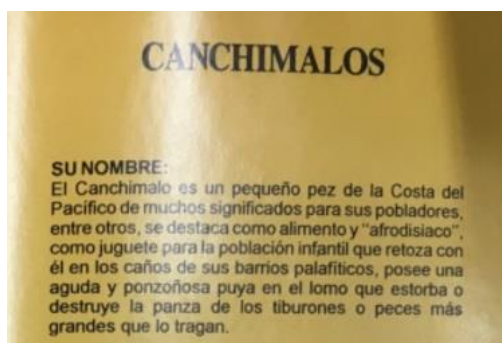 CANCHIMALOS
SU NOMBRE:
El Canchimalo es un pequeño pez de la Costa del
Pacífico de muchos significados para sus pobladores,
entre otros, se destaca como alimento y "afrodisiaco",
como juguete para la población infantil que retoza con
él en los caños de sus barrios palafíticos, posee una
aguda y ponzoñosa puya en el lomo que estorba o
destruye la panza de los tiburones o peces más
grandes que lo tragan.